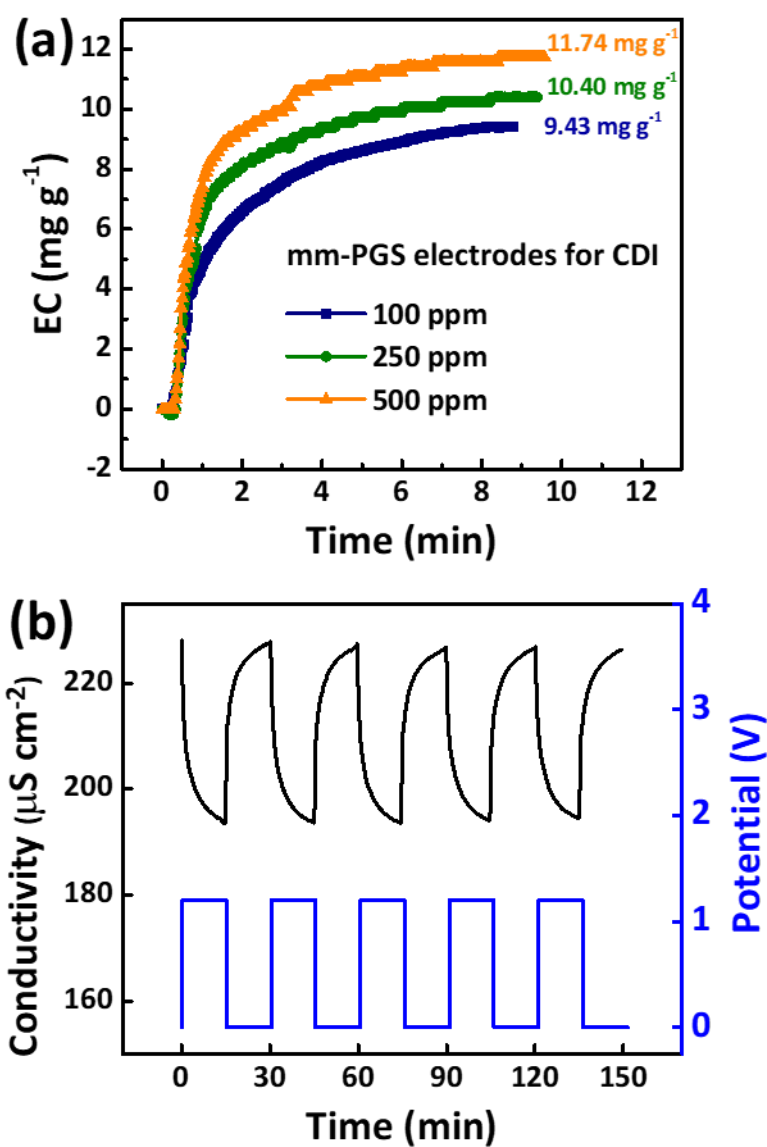 (a)
11.74 mg g⁻¹
10.40 mg g⁻¹
9.43 mg g⁻¹
12
10
8
6
4
2
0
-2
EC (mg g⁻¹)
mm-PGS electrodes for CDI
100 ppm
250 ppm
500 ppm
0 2 4 6 8 10 12
Time (min)
(b)
220
200
180
160
Conductivity (μS cm⁻²)
4
3
2
1
0
Potential (V)
0 30 60 90 120 150
Time (min)